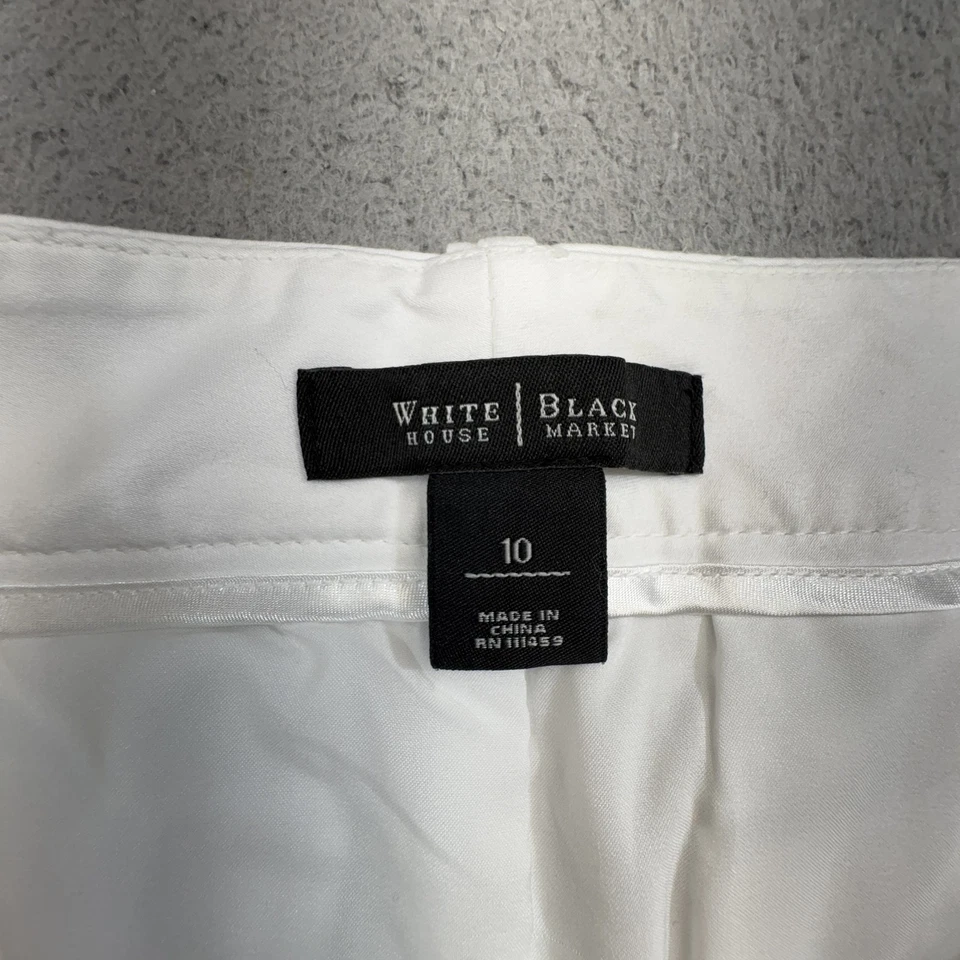 WHITE | BLACK
HOUSE | MARKET
10
MADE IN
CHINA
RN 111459